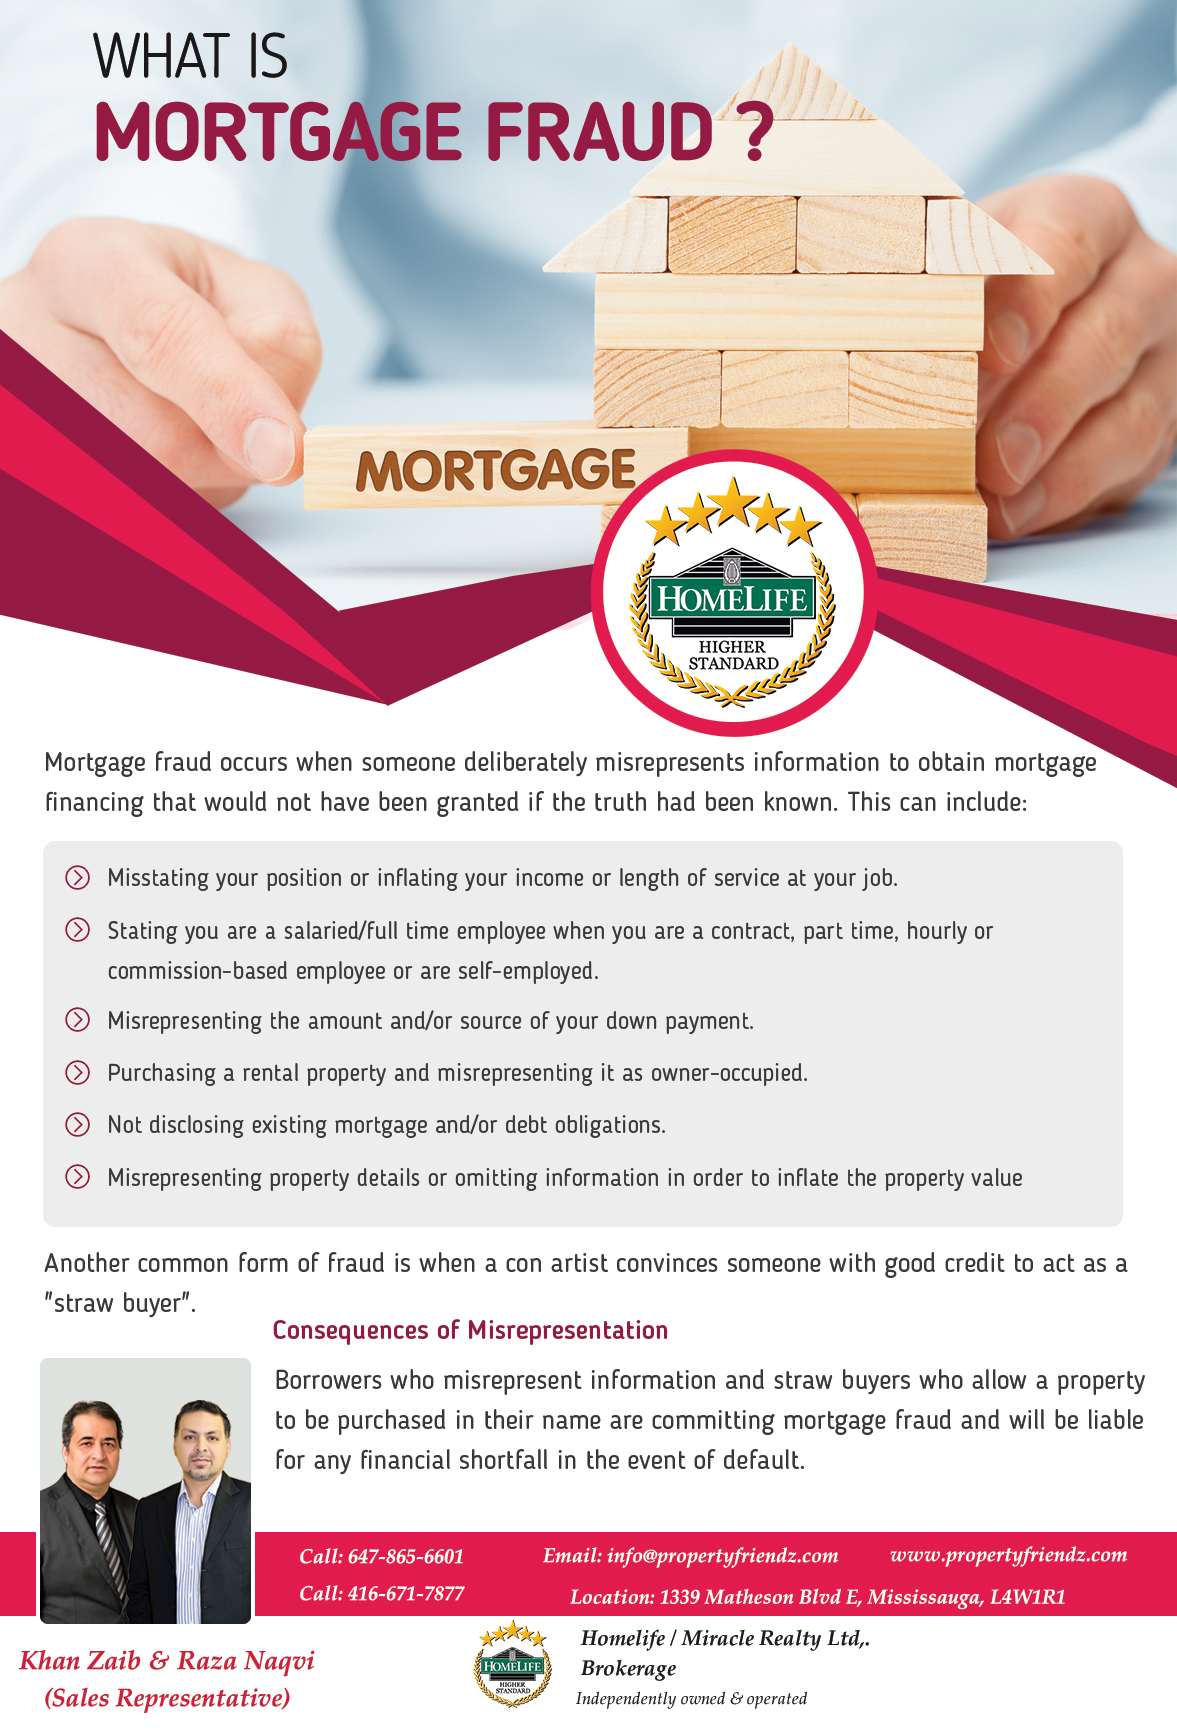 WHAT IS
MORTGAGE FRAUD ?
MORTGAGE
HOMELIFE
HIGHER
STANDARD
Mortgage fraud occurs when someone deliberately misrepresents information to obtain mortgage
financing that would not have been granted if the truth had been known. This can include:
Misstating your position or inflating your income or length of service at your job.
Stating you are a salaried/full time employee when you are a contract, part time, hourly or
commission-based employee or are self-employed.
Misrepresenting the amount and/or source of your down payment.
Purchasing a rental property and misrepresenting it as owner-occupied.
Not disclosing existing mortgage and/or debt obligations.
Misrepresenting property details or omitting information in order to inflate the property value
Another common form of fraud is when a con artist convinces someone with good credit to act as a
"straw buyer".
Consequences of Misrepresentation
Borrowers who misrepresent information and straw buyers who allow a property
to be purchased in their name are committing mortgage fraud and will be liable
for any financial shortfall in the event of default.
Call: 647-865-6601
Email: info@propertyfriendz.com
www.propertyfriendz.com
Call: 416-671-7877
Location: 1339 Matheson Blvd E, Mississauga, L4W1R1
Khan Zaib & Raza Naqvi
(Sales Representative)
HOMELIFE
HIGHER
STANDARD
Homelife / Miracle Realty Ltd,.
Brokerage
Independently owned & operated